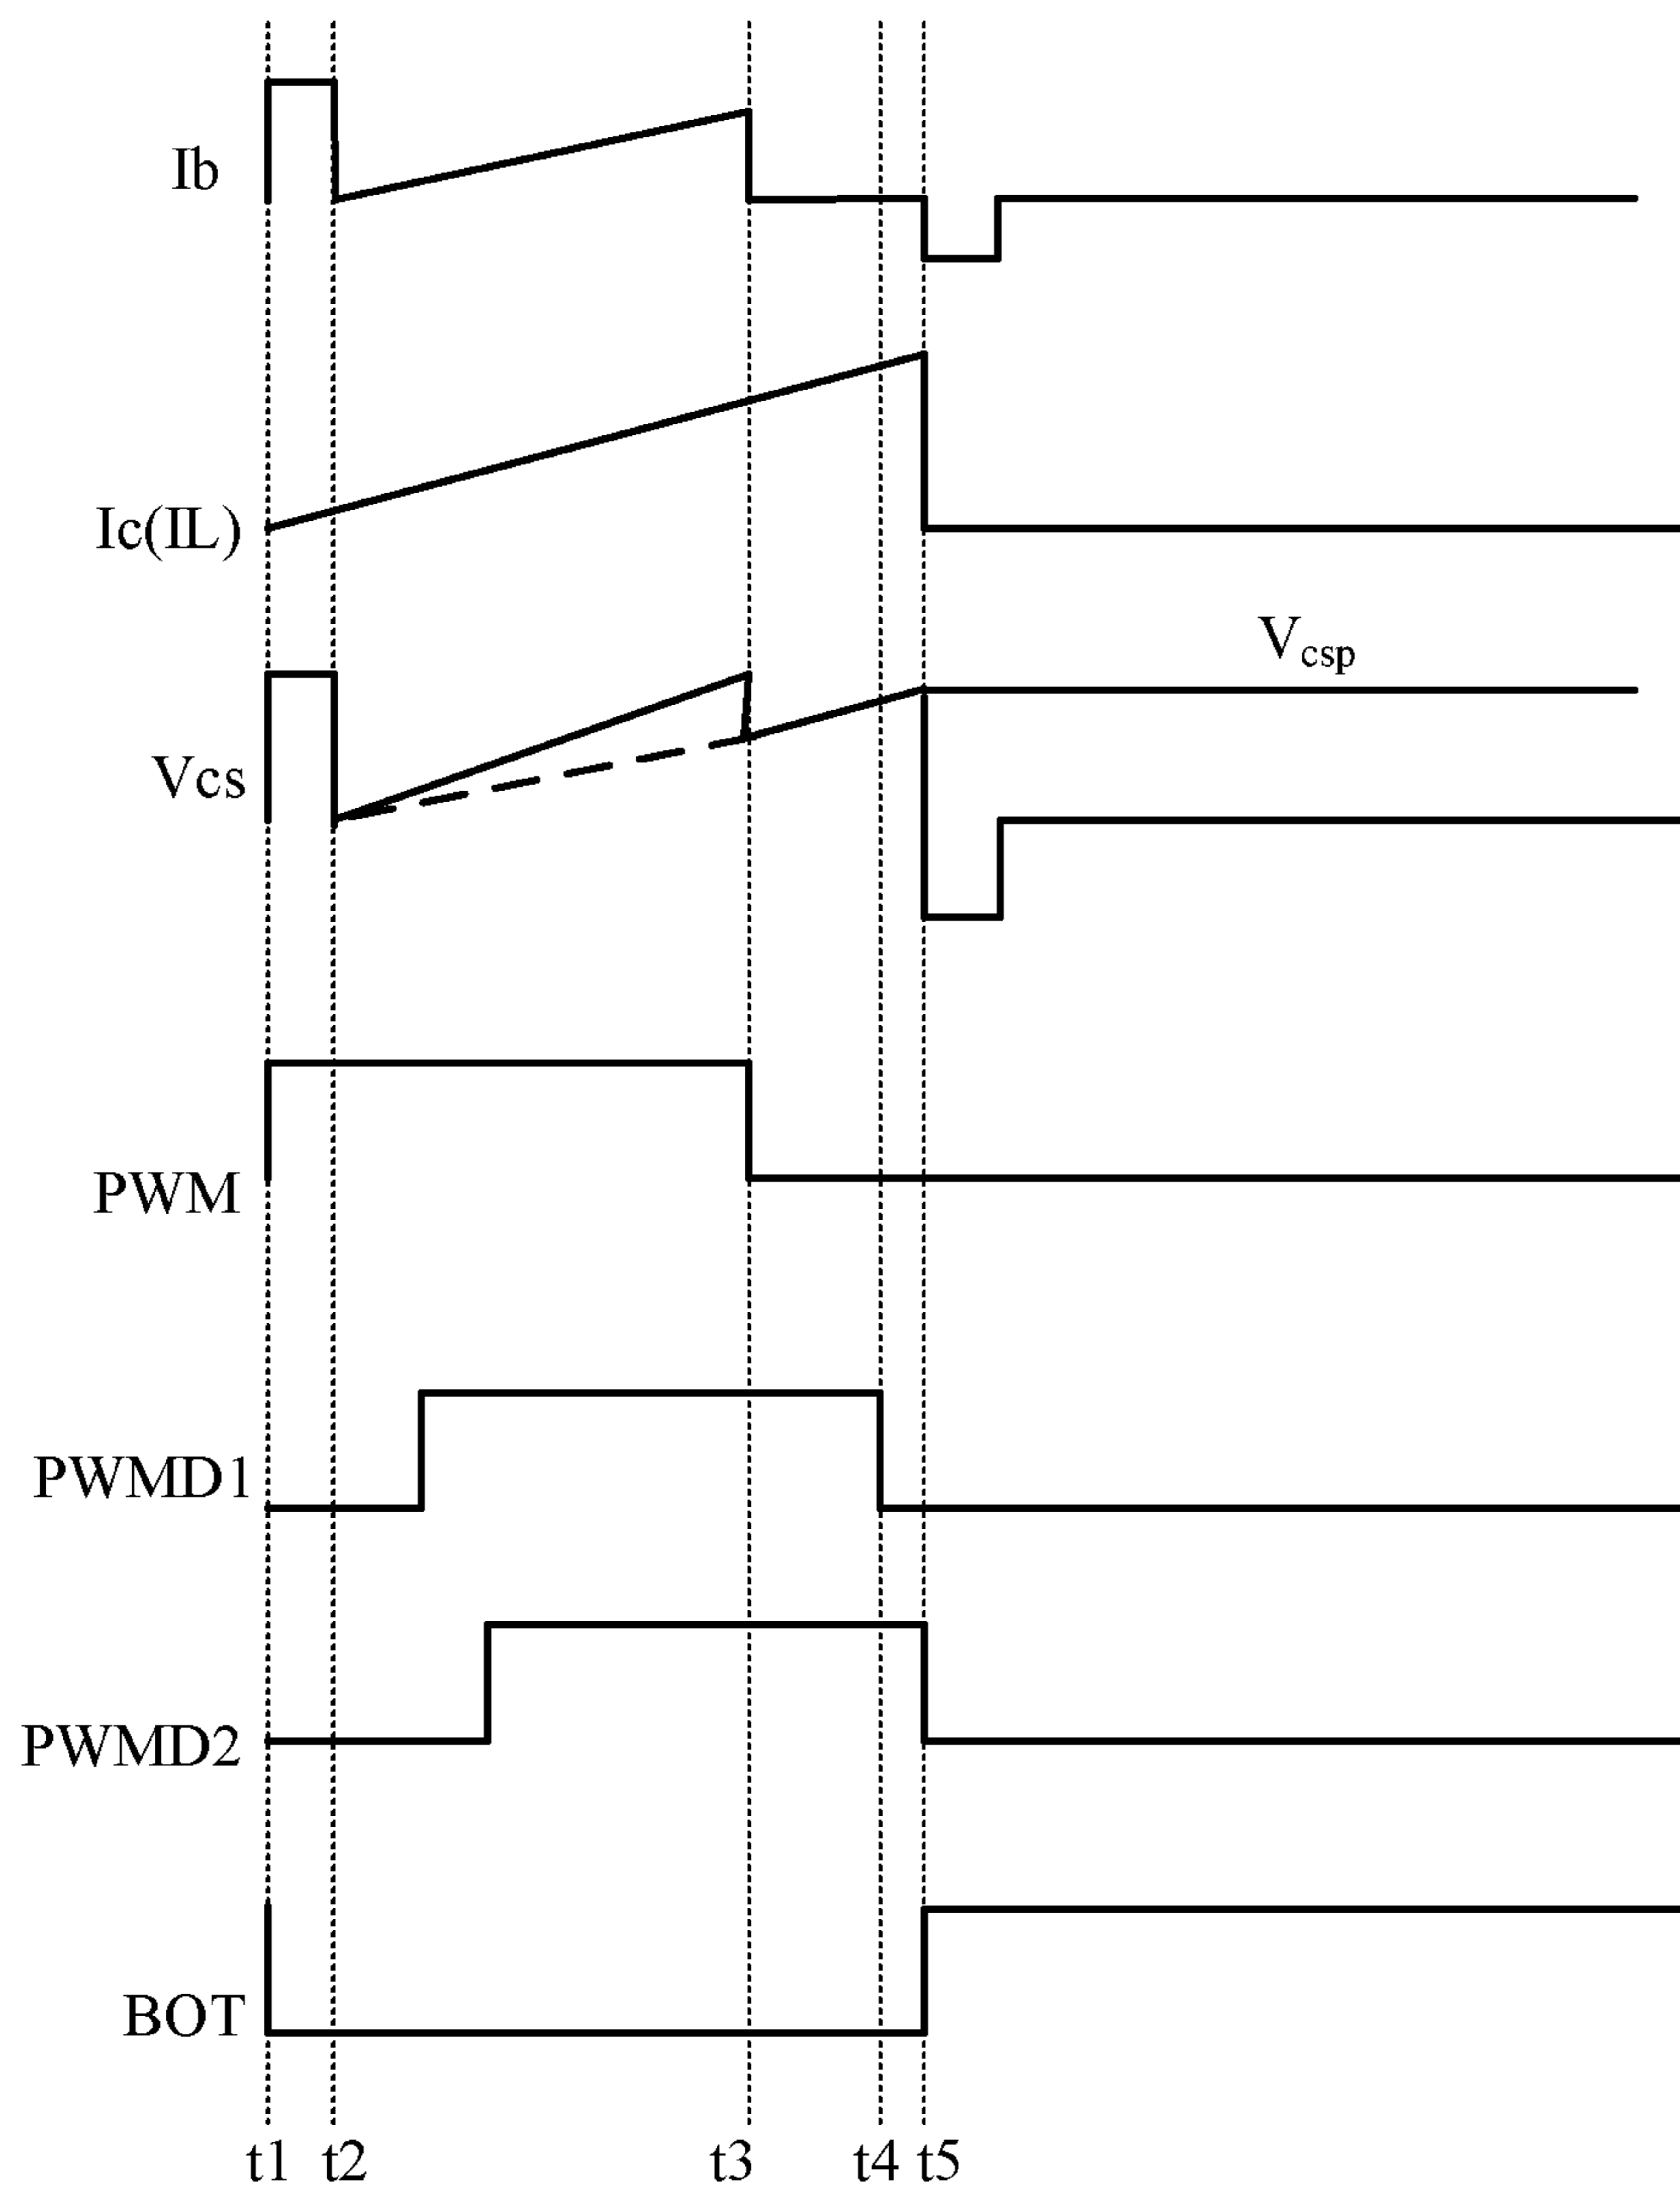 Ib
Ic(IL)
Vcsp
Vcs
PWM
PWMD1
PWMD2
BOT
t1 t2 t3 t4 t5